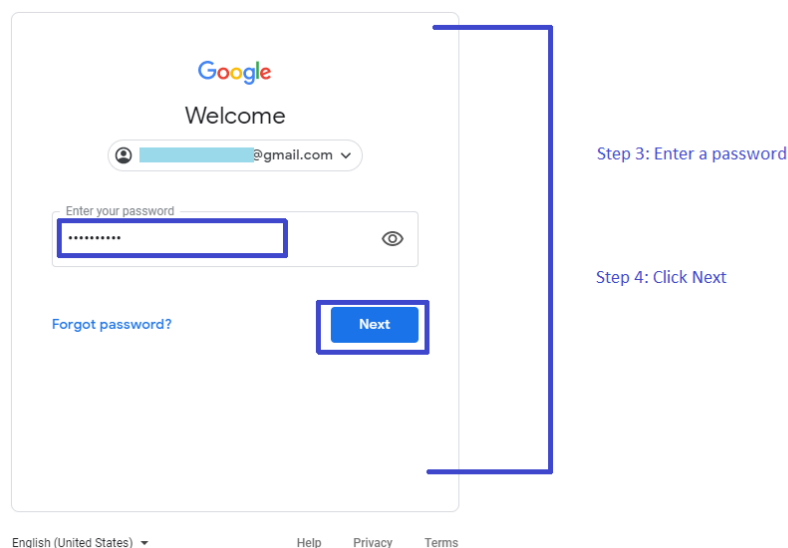 Google
Welcome
@gmail.com
Step 3: Enter a password
Enter your password
••••••••••
Step 4: Click Next
Forgot password?
Next
English (United States)
Help
Privacy
Terms